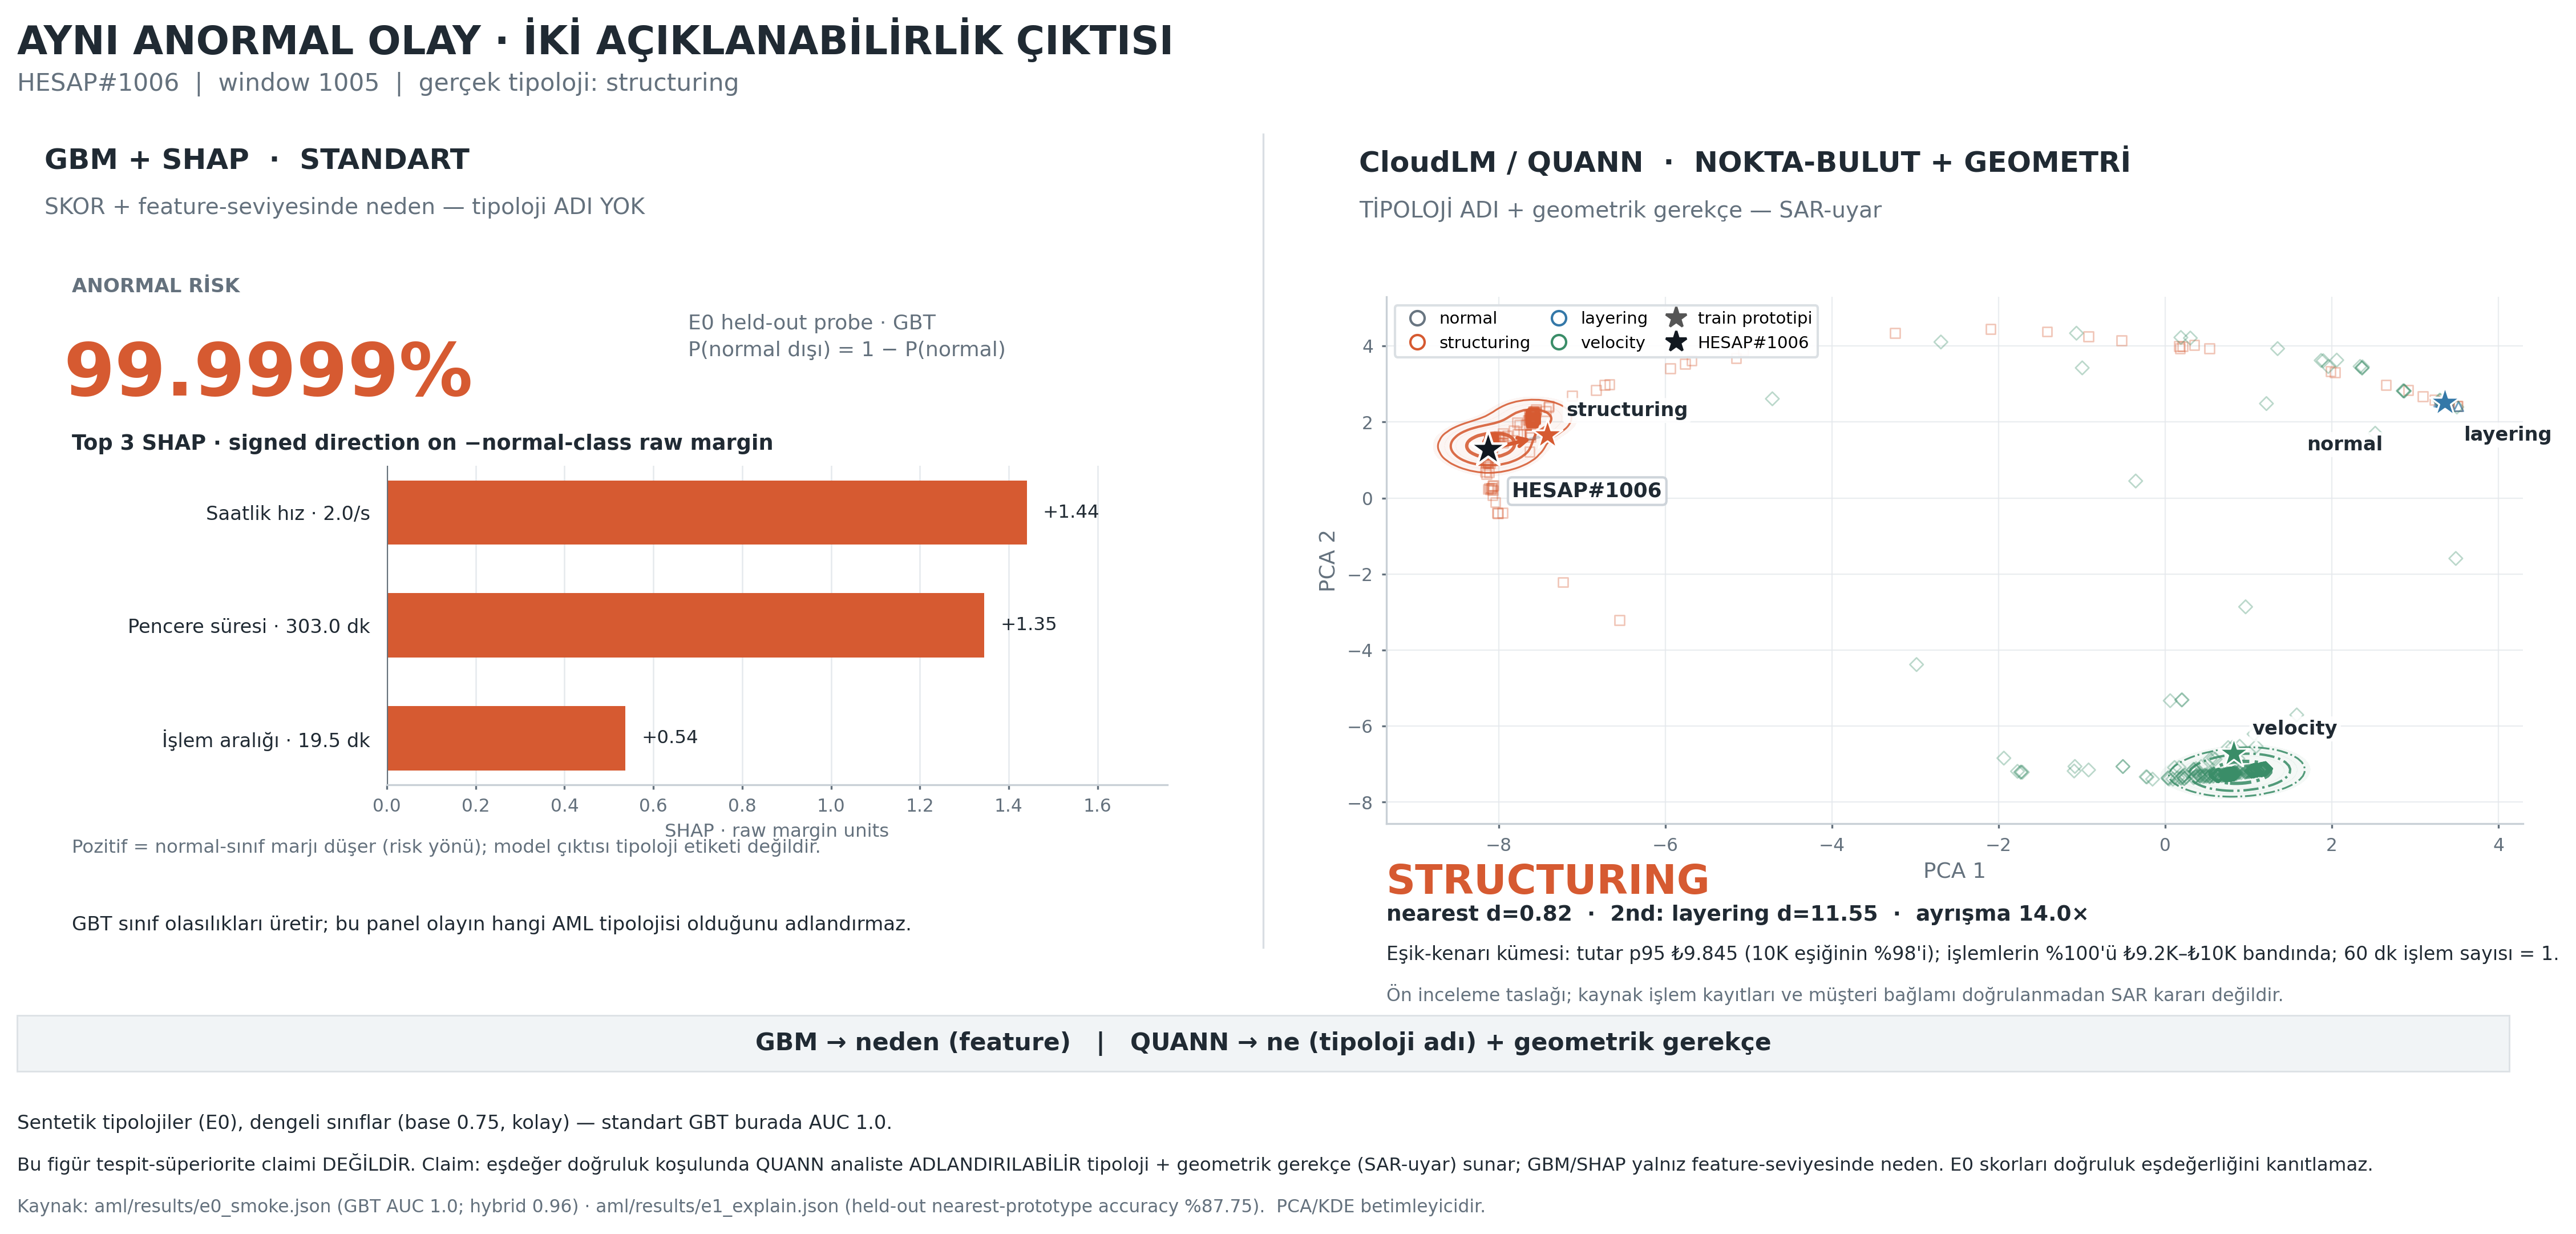 AYNI ANORMAL OLAY · İKİ AÇIKLANABİLİRLİK ÇIKTISI
HESAP#1006 | window 1005 | gerçek tipoloji: structuring
GBM + SHAP · STANDART
SKOR + feature-seviyesinde neden — tipoloji ADI YOK
ANORMAL RİSK
99.9999%
E0 held-out probe · GBT
P(normal dışı) = 1 − P(normal)
Top 3 SHAP · signed direction on −normal-class raw margin
Saatlik hız · 2.0/s
+1.44
Pencere süresi · 303.0 dk
+1.35
İşlem aralığı · 19.5 dk
+0.54
0.0 0.2 0.4 0.6 0.8 1.0 1.2 1.4 1.6
SHAP · raw margin units
Pozitif = normal-sınıf marjı düşer (risk yönü); model çıktısı tipoloji etiketi değildir.
GBT sınıf olasılıkları üretir; bu panel olayın hangi AML tipolojisi olduğunu adlandırmaz.
CloudLM / QUANN · NOKTA-BULUT + GEOMETRİ
TİPOLOJİ ADI + geometrik gerekçe — SAR-uyar
normal layering train prototipi
structuring velocity HESAP#1006
4
2
0
−2
−4
−6
−8
PCA 2
structuring
HESAP#1006
normal
layering
velocity
−8 −6 −4 −2 0 2 4
PCA 1
STRUCTURING
nearest d=0.82 · 2nd: layering d=11.55 · ayrışma 14.0×
Eşik-kenarı kümesi: tutar p95 ₺9.845 (10K eşiğinin %98'i); işlemlerin %100'ü ₺9.2K–₺10K bandında; 60 dk işlem sayısı = 1.
Ön inceleme taslağı; kaynak işlem kayıtları ve müşteri bağlamı doğrulanmadan SAR kararı değildir.
GBM → neden (feature) | QUANN → ne (tipoloji adı) + geometrik gerekçe
Sentetik tipolojiler (E0), dengeli sınıflar (base 0.75, kolay) — standart GBT burada AUC 1.0.
Bu figür tespit-süperiorite claimi DEĞİLDİR. Claim: eşdeğer doğruluk koşulunda QUANN analiste ADLANDIRILABİLİR tipoloji + geometrik gerekçe (SAR-uyar) sunar; GBM/SHAP yalnız feature-seviyesinde neden. E0 skorları doğruluk eşdeğerliğini kanıtlamaz.
Kaynak: aml/results/e0_smoke.json (GBT AUC 1.0; hybrid 0.96) · aml/results/e1_explain.json (held-out nearest-prototype accuracy %87.75). PCA/KDE betimleyicidir.